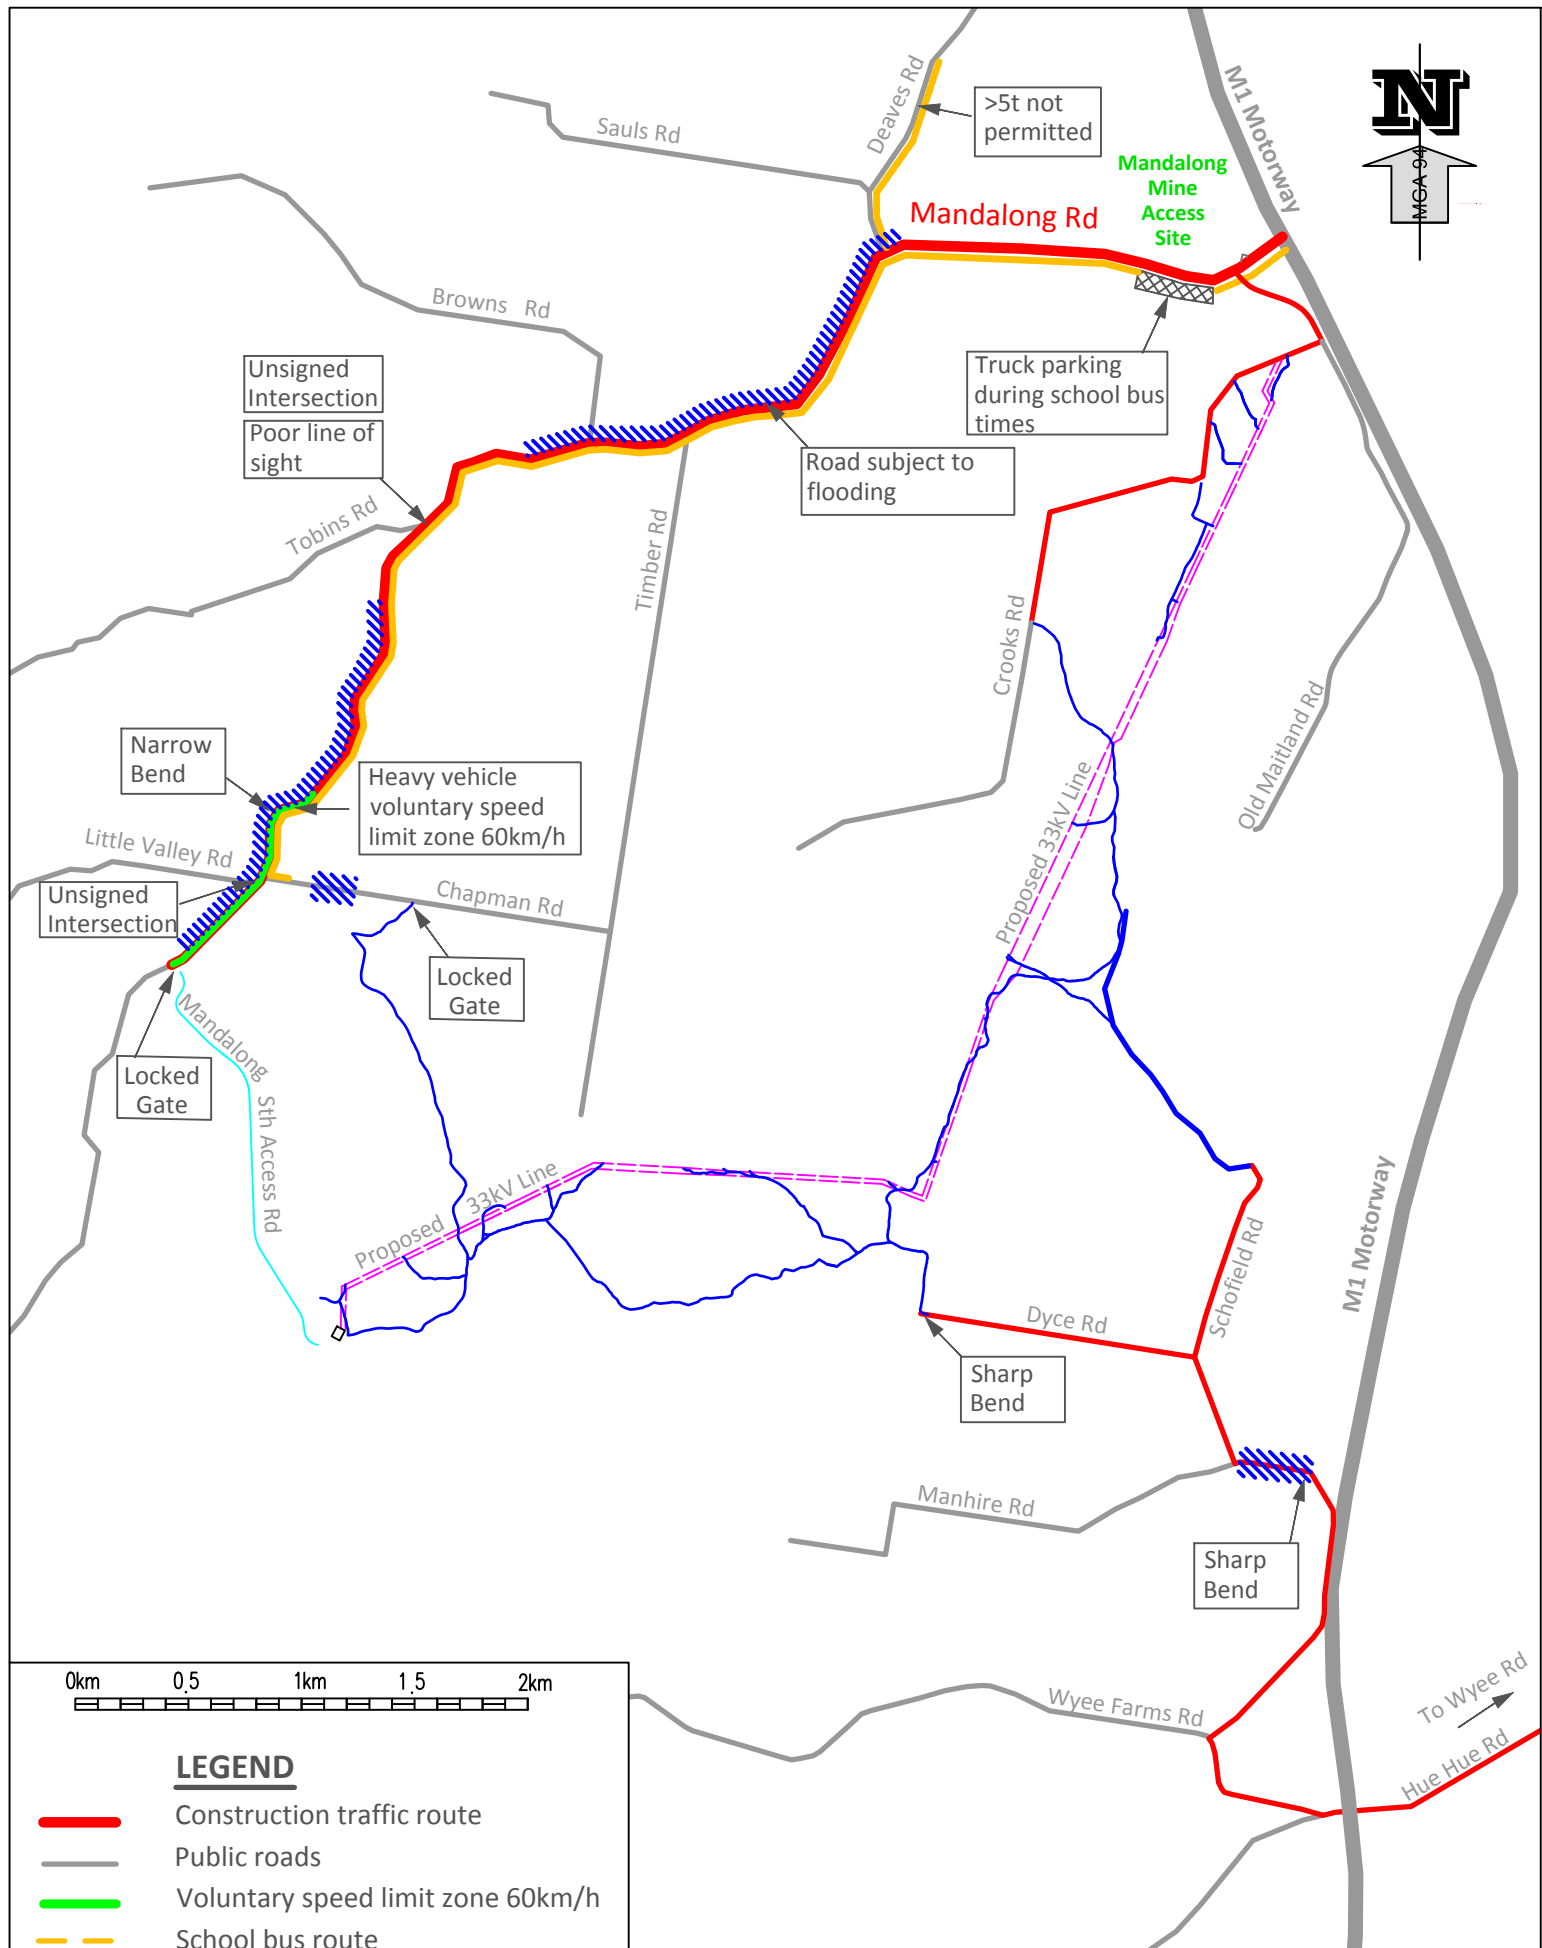 Deaves Rd
>5t not
permitted
M1 Motorway
N
MGA 94
Sauls Rd
Mandalong
Mine
Access
Site
Mandalong Rd
Browns Rd
Unsigned
Intersection
Poor line of
sight
Truck parking
during school bus
times
Road subject to
flooding
Tobins Rd
Timber Rd
Crooks Rd
Old Maitland Rd
Narrow
Bend
Heavy vehicle
voluntary speed
limit zone 60km/h
Proposed 33kV Line
Little Valley Rd
Unsigned
Intersection
Chapman Rd
Locked
Gate
Mandalong Sth Access Rd
Locked
Gate
Proposed 33kV Line
Schofield Rd
M1 Motorway
Dyce Rd
Sharp
Bend
Manhire Rd
Sharp
Bend
Wyee Farms Rd
To Wyee Rd
Hue Hue Rd
0km 0.5 1km 1.5 2km
LEGEND
Construction traffic route
Public roads
Voluntary speed limit zone 60km/h
School bus route